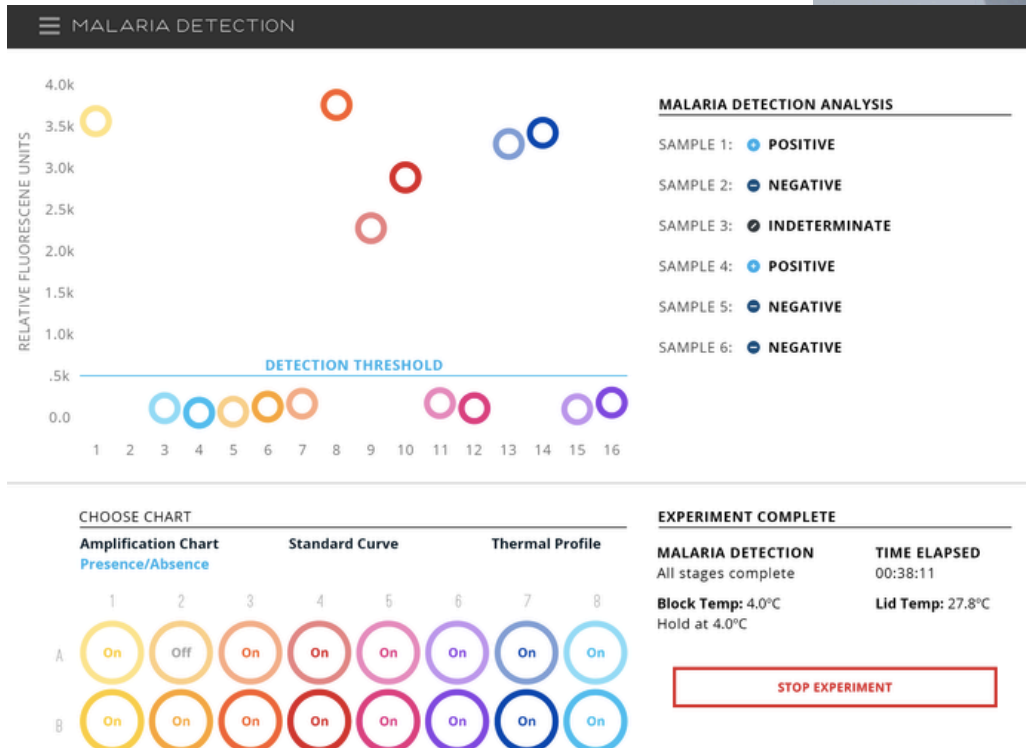 MALARIA DETECTION
4.0k
3.5k
3.0k
2.5k
2.0k
1.5k
1.0k
.5k
0.0
RELATIVE FLUORESCENE UNITS
DETECTION THRESHOLD
1 2 3 4 5 6 7 8 9 10 11 12 13 14 15 16
MALARIA DETECTION ANALYSIS
SAMPLE 1: POSITIVE
SAMPLE 2: NEGATIVE
SAMPLE 3: INDETERMINATE
SAMPLE 4: POSITIVE
SAMPLE 5: NEGATIVE
SAMPLE 6: NEGATIVE
CHOOSE CHART
Amplification Chart Standard Curve Thermal Profile
Presence/Absence
1 2 3 4 5 6 7 8
A On Off On On On On On On
B On On On On On On On On
EXPERIMENT COMPLETE
MALARIA DETECTION
All stages complete
TIME ELAPSED
00:38:11
Block Temp: 4.0ºC
Hold at 4.0ºC
Lid Temp: 27.8ºC
STOP EXPERIMENT